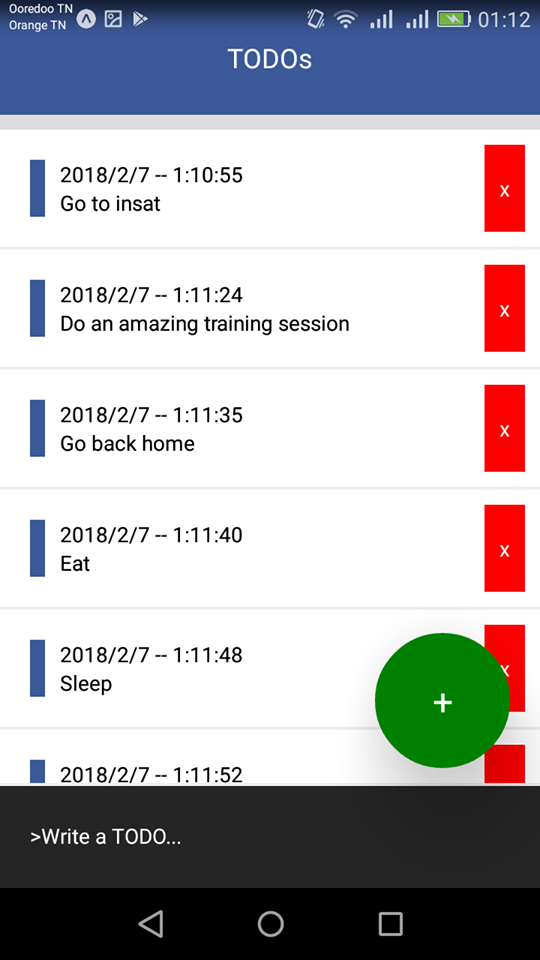 Ooredoo TN
Orange TN
01:12
TODOs
2018/2/7 -- 1:10:55
Go to insat
x
2018/2/7 -- 1:11:24
Do an amazing training session
x
2018/2/7 -- 1:11:35
Go back home
x
2018/2/7 -- 1:11:40
Eat
x
2018/2/7 -- 1:11:48
Sleep
x
+
2018/2/7 -- 1:11:52
>Write a TODO...